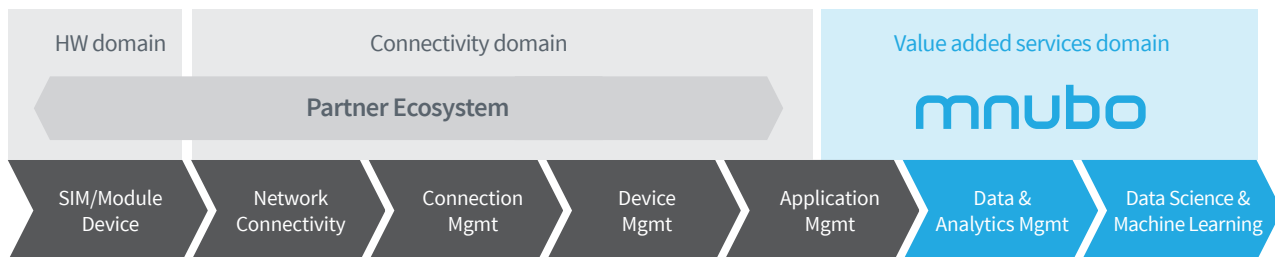 HW domain
Connectivity domain
Value added services domain
Partner Ecosystem
mnubo
SIM/Module
Device
Network
Connectivity
Connection
Mgmt
Device
Mgmt
Application
Mgmt
Data &
Analytics Mgmt
Data Science &
Machine Learning